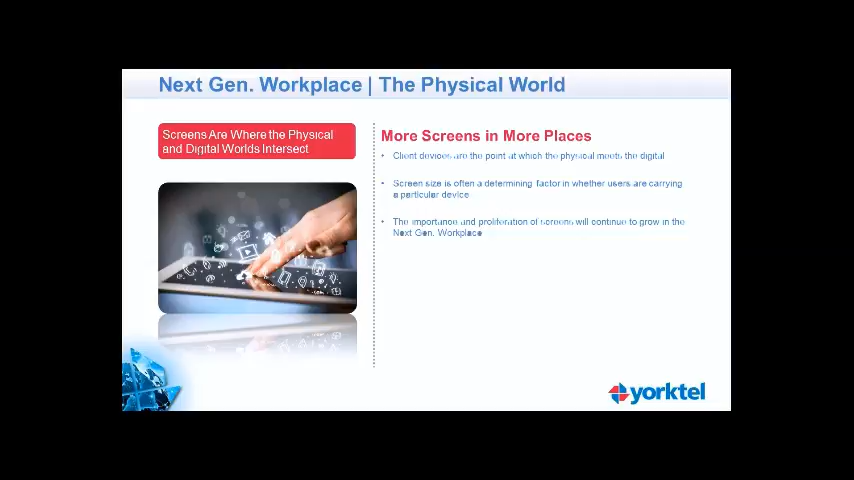 Next Gen. Workplace | The Physical World
Screens Are Where the Physical
and Digital Worlds Intersect
More Screens in More Places
• Client devices are the point at which the physical meets the digital
• Screen size is often a determining factor in whether users are carrying
a particular device
• The importance and proliferation of screens will continue to grow in the
Next Gen. Workplace
yorktel